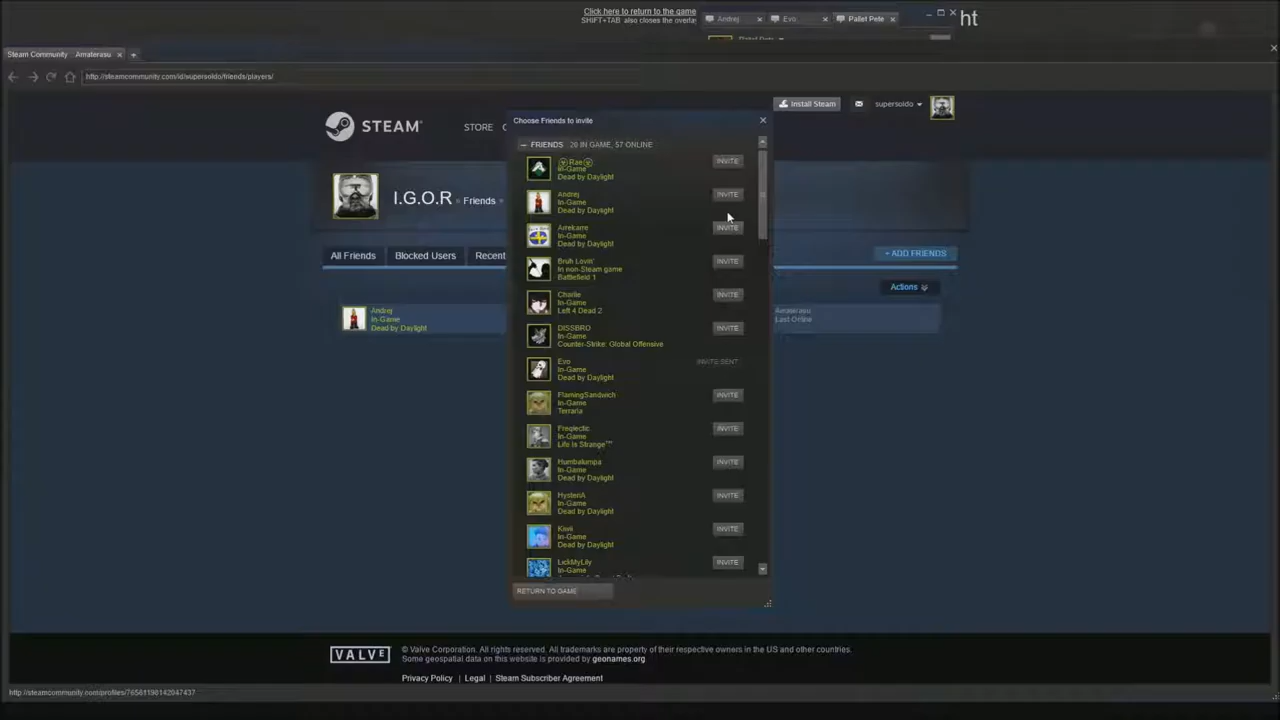 Click here to return to the game
SHIFT+TAB also closes the overlay
Andrej
Evo
Pallet Pete
ht
Steam Community
Amaterasu
http://steamcommunity.com/id/supersoldo/friends/players/
Install Steam
supersoldo
STEAM
STORE
Choose Friends to invite
FRIENDS 20 IN GAME, 57 ONLINE
I.G.O.R » Friends »
All Friends
Blocked Users
Recent
+ ADD FRIENDS
Actions
Andrej
In-Game
Dead by Daylight
Amaterasu
Last Online
Rae
In-Game
Dead by Daylight
INVITE
Andrej
In-Game
Dead by Daylight
INVITE
Arrekarre
In-Game
Dead by Daylight
INVITE
Bruh Lovin'
In non-Steam game
Battlefield 1
INVITE
Charlie
In-Game
Left 4 Dead 2
INVITE
DISSBRO
In-Game
Counter-Strike: Global Offensive
INVITE
Evo
In-Game
Dead by Daylight
INVITE SENT
FlamingSandwich
In-Game
Terraria
INVITE
Freqlectic
In-Game
Life Is Strange™
INVITE
Humbalumpa
In-Game
Dead by Daylight
INVITE
HysteriA
In-Game
Dead by Daylight
INVITE
In-Game
Dead by Daylight
INVITE
LickMyLily
In-Game
INVITE
RETURN TO GAME
VALVE
© Valve Corporation. All rights reserved. All trademarks are property of their respective owners in the US and other countries.
Some geospatial data on this website is provided by geonames.org.
Privacy Policy | Legal | Steam Subscriber Agreement
http://steamcommunity.com/profiles/76561198142047437